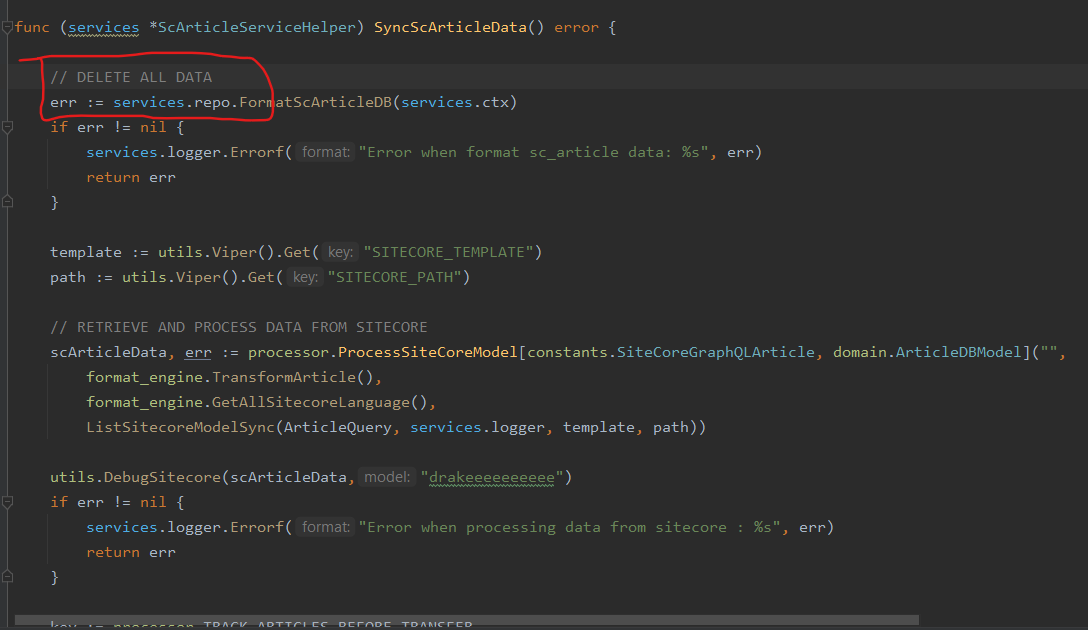 func (services *ScArticleServiceHelper) SyncScArticleData() error {
// DELETE ALL DATA
err := services.repo.FormatScArticleDB(services.ctx)
if err != nil {
services.logger.Errorf( format: "Error when format sc_article data: %s", err)
return err
}
template := utils.Viper().Get( key: "SITECORE_TEMPLATE")
path := utils.Viper().Get( key: "SITECORE_PATH")
// RETRIEVE AND PROCESS DATA FROM SITECORE
scArticleData, err := processor.ProcessSiteCoreModel[constants.SiteCoreGraphQLArticle, domain.ArticleDBModel]("",
format_engine.TransformArticle(),
format_engine.GetAllSitecoreLanguage(),
ListSitecoreModelSync(ArticleQuery, services.logger, template, path))
utils.DebugSitecore(scArticleData, model: "drakeeeeeeeeee")
if err != nil {
services.logger.Errorf( format: "Error when processing data from sitecore : %s", err)
return err
}
key := processor.TRACK_ARTICLES_BEFORE_TRANSFER